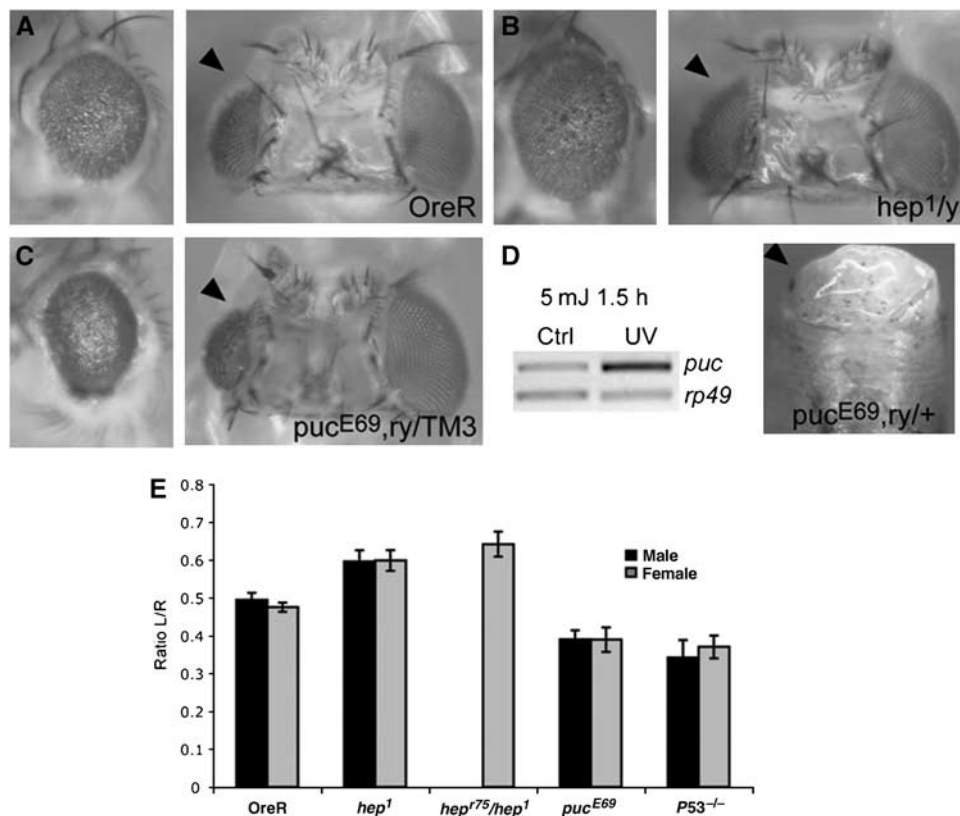 A
OreR
B
hep¹/y
C
pucᴱ⁶⁹,ry/TM3
D
5 mJ 1.5 h
Ctrl UV
puc
rp49
pucᴱ⁶⁹,ry/+
E
0.8
0.7
0.6
0.5
0.4
0.3
0.2
0.1
0
Ratio L/R
Male
Female
OreR hep¹ hepʳ⁷⁵/hep¹ pucᴱ⁶⁹ P53⁻/⁻